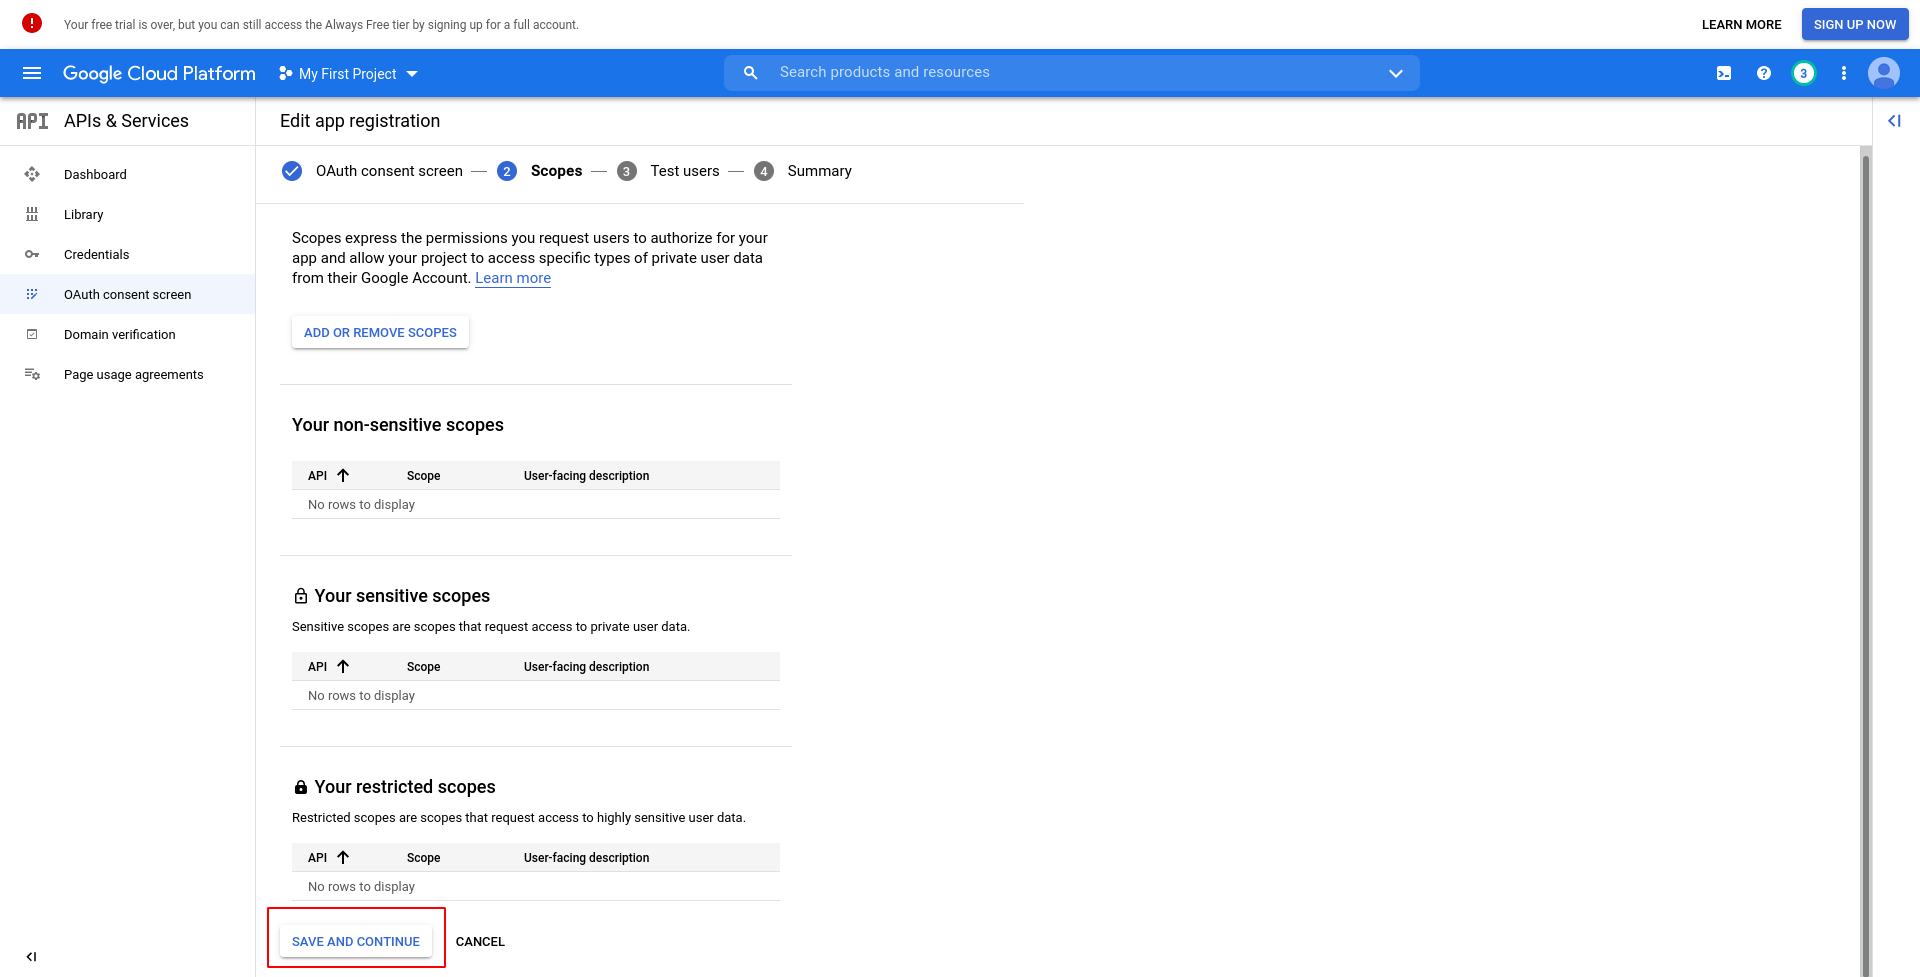 Your free trial is over, but you can still access the Always Free tier by signing up for a full account.
LEARN MORE
SIGN UP NOW
Google Cloud Platform
My First Project
Search products and resources
3
API
APIs & Services
Edit app registration
Dashboard
Library
Credentials
OAuth consent screen
Domain verification
Page usage agreements
OAuth consent screen
2 Scopes
3 Test users
4 Summary
Scopes express the permissions you request users to authorize for your
app and allow your project to access specific types of private user data
from their Google Account. Learn more
ADD OR REMOVE SCOPES
Your non-sensitive scopes
API Scope User-facing description
No rows to display
Your sensitive scopes
Sensitive scopes are scopes that request access to private user data.
API Scope User-facing description
No rows to display
Your restricted scopes
Restricted scopes are scopes that request access to highly sensitive user data.
API Scope User-facing description
No rows to display
SAVE AND CONTINUE
CANCEL